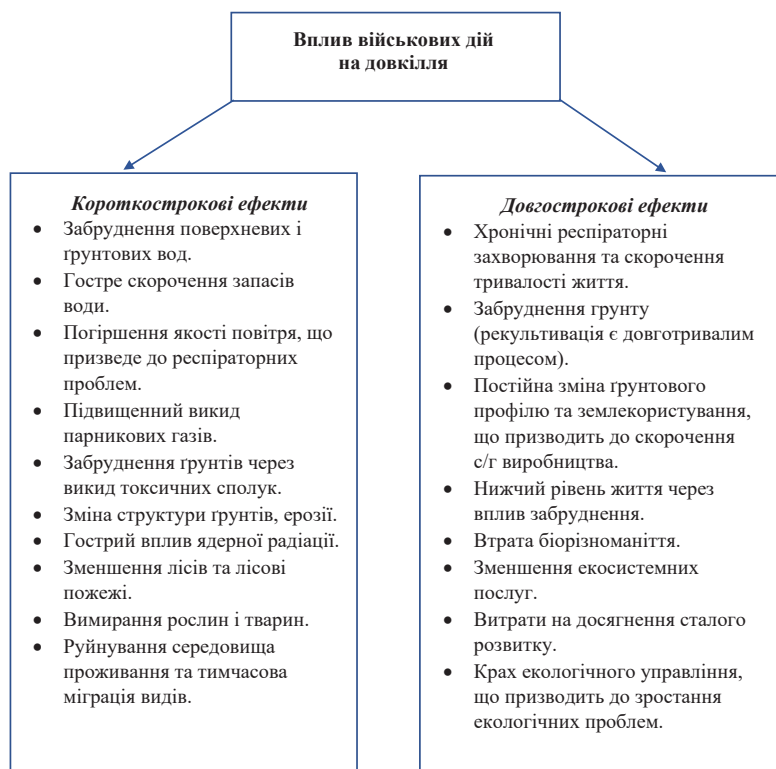 Вплив військових дій
на довкілля
Короткострокові ефекти
• Забруднення поверхневих і
ґрунтових вод.
• Гостре скорочення запасів
води.
• Погіршення якості повітря, що
призведе до респіраторних
проблем.
• Підвищенний викид
парникових газів.
• Забруднення ґрунтів через
викид токсичних сполук.
• Зміна структури ґрунтів, ерозії.
• Гострий вплив ядерної радіації.
• Зменшення лісів та лісові
пожежі.
• Вимирання рослин і тварин.
• Руйнування середовища
проживання та тимчасова
міграція видів.
Довгострокові ефекти
• Хронічні респіраторні
захворювання та скорочення
тривалості життя.
• Забруднення грунту
(рекультивація є довготривалим
процесом).
• Постійна зміна ґрунтового
профілю та землекористування,
що призводить до скорочення
с/г виробництва.
• Нижчий рівень життя через
вплив забруднення.
• Втрата біорізноманіття.
• Зменшення екосистемних
послуг.
• Витрати на досягнення сталого
розвитку.
• Крах екологічного управління,
що призводить до зростання
екологічних проблем.